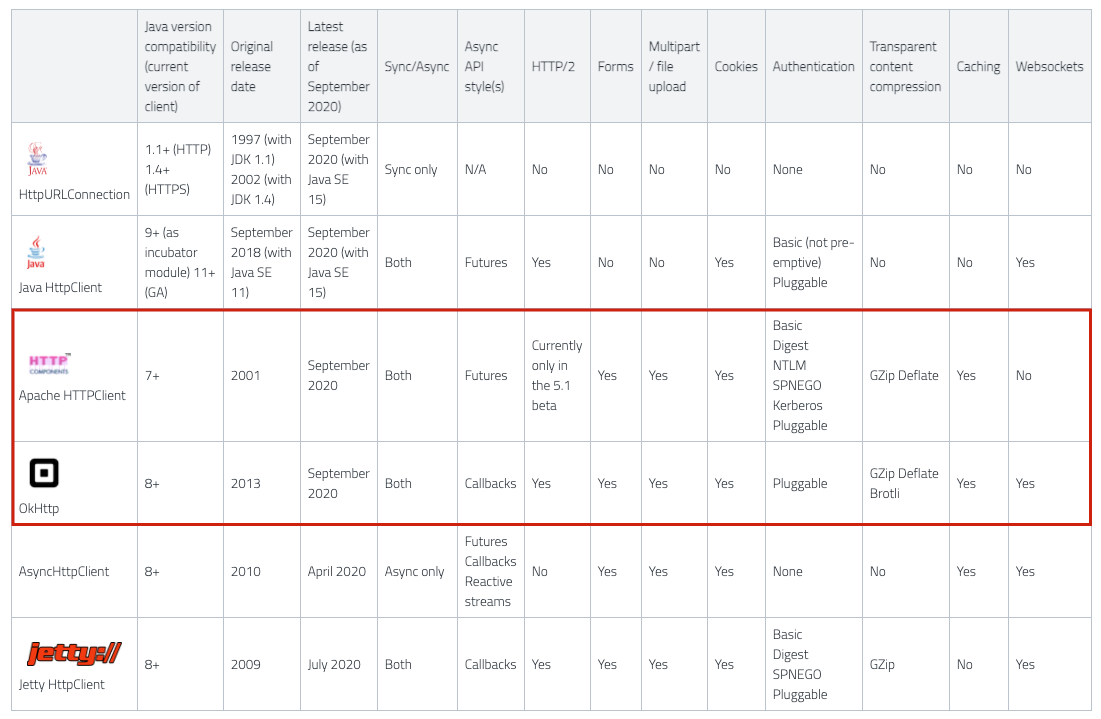 Java version
compatibility
(current
version of
client)
Original
release
date
Latest
release (as
of
September
2020)
Sync/Async
Async
API
style(s)
HTTP/2
Forms
Multipart
/ file
upload
Cookies
Authentication
Transparent
content
compression
Caching
Websockets
JAVA
HttpURLConnection
1.1+ (HTTP)
1.4+
(HTTPS)
1997 (with
JDK 1.1)
2002 (with
JDK 1.4)
September
2020 (with
Java SE
15)
Sync only
N/A
No
No
No
No
None
No
No
No
Java
Java HttpClient
9+ (as
incubator
module) 11+
(GA)
September
2018 (with
Java SE
11)
September
2020 (with
Java SE
15)
Both
Futures
Yes
No
No
Yes
Basic (not pre-
emptive)
Pluggable
No
No
Yes
HTTP™
COMPONENTS
Apache HTTPClient
7+
2001
September
2020
Both
Futures
Currently
only in
the 5.1
beta
Yes
Yes
Yes
Basic
Digest
NTLM
SPNEGO
Kerberos
Pluggable
GZip Deflate
Yes
No
OkHttp
8+
2013
September
2020
Both
Callbacks
Yes
Yes
Yes
Yes
Pluggable
GZip Deflate
Brotli
Yes
Yes
AsyncHttpClient
8+
2010
April 2020
Async only
Futures
Callbacks
Reactive
streams
No
Yes
Yes
Yes
None
No
Yes
Yes
jetty://
Jetty HttpClient
8+
2009
July 2020
Both
Callbacks
Yes
Yes
Yes
Yes
Basic
Digest
SPNEGO
Pluggable
GZip
No
Yes